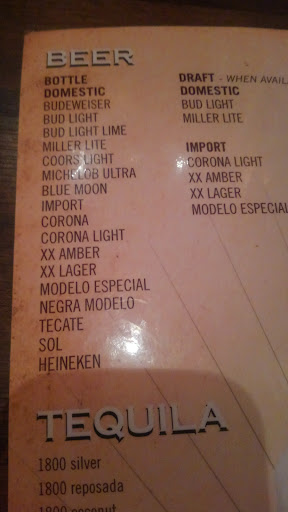 BEER
BOTTLE
DOMESTIC
BUDEWEISER
BUD LIGHT
BUD LIGHT LIME
MILLER LITE
COORS LIGHT
MICHELOB ULTRA
BLUE MOON
IMPORT
CORONA
CORONA LIGHT
XX AMBER
XX LAGER
MODELO ESPECIAL
NEGRA MODELO
TECATE
SOL
HEINEKEN
DRAFT - WHEN AVAIL
DOMESTIC
BUD LIGHT
MILLER LITE
IMPORT
CORONA LIGHT
XX AMBER
XX LAGER
MODELO ESPECIAL
TEQUILA
1800 silver
1800 reposada
1800 coconut